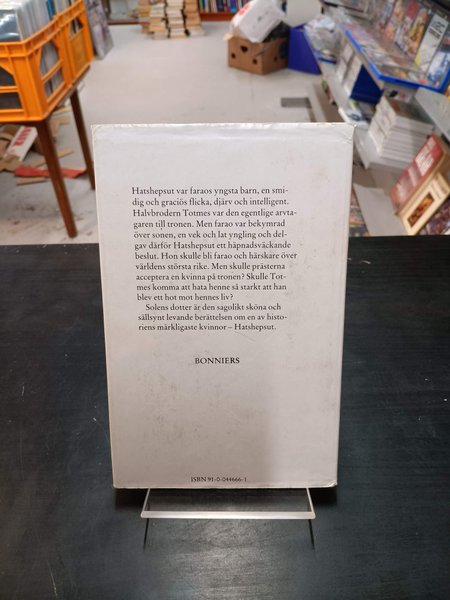 Hatshepsut var faraos yngsta barn, en smi-
dig och graciös flicka, djärv och intelligent.
Halvbrodern Totmes var den egentlige arvta-
garen till tronen. Men farao var bekymrad
över sonen, en vek och lat yngling och del-
gav därför Hatshepsut ett häpnadsväckande
beslut. Hon skulle bli farao och härskare över
världens största rike. Men skulle prästerna
acceptera en kvinna på tronen? Skulle Tot-
mes komma att hata henne så starkt att han
blev ett hot mot hennes liv?
Solens dotter är den sagolikt sköna och
sällsynt levande berättelsen om en av histo-
riens märkligaste kvinnor – Hatshepsut.
BONNIERS
ISBN 91-0-044666-1